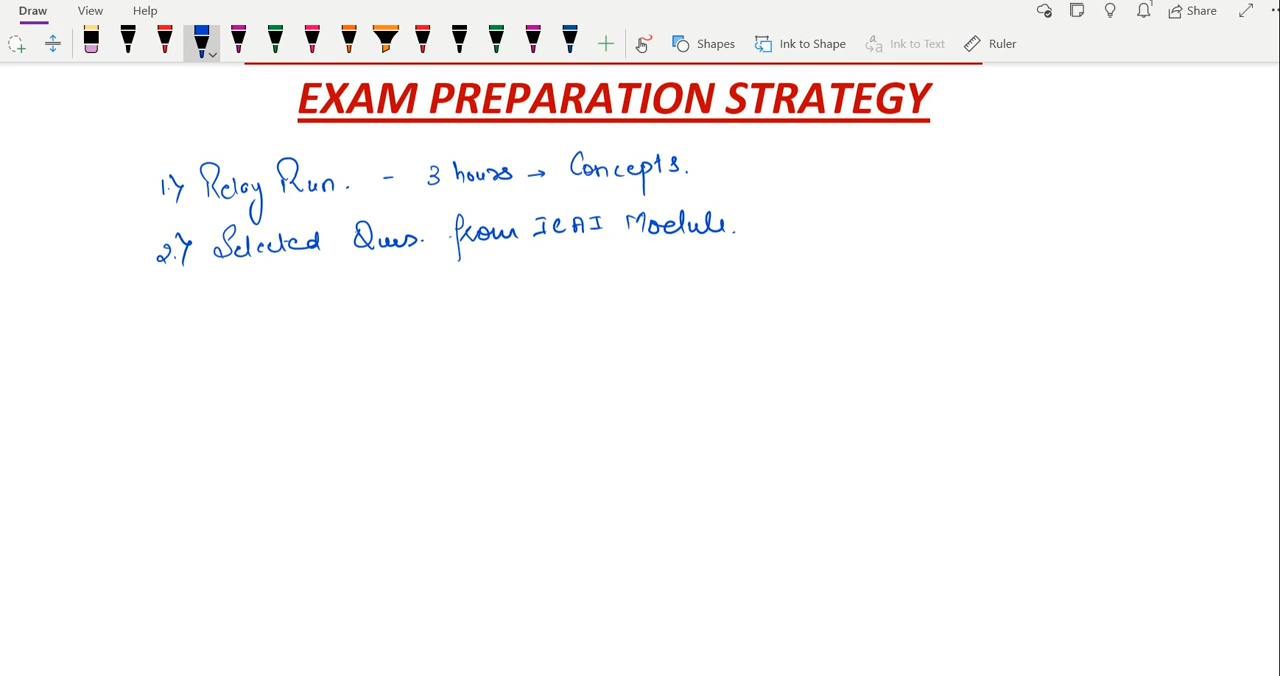 Draw View Help
Share
Shapes Ink to Shape Ink to Text Ruler
EXAM PREPARATION STRATEGY
1.) Relay Run. - 3 hours → Concepts.
2.) Selected Ques. from ICAI Module.